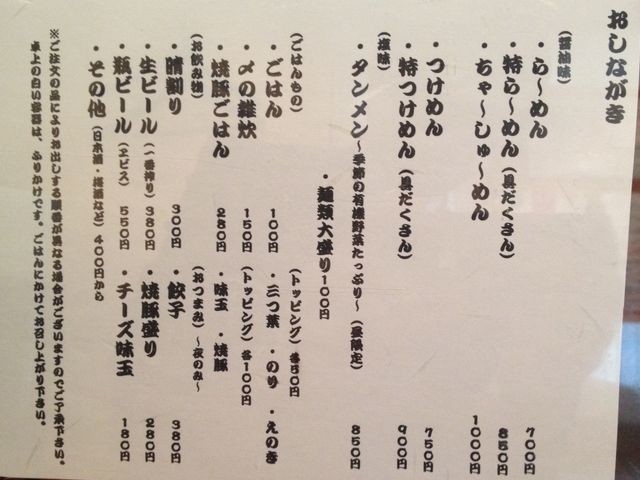 おしながき
(醤油味)
・らーめん 700円
・特らーめん(具だくさん) 850円
・ちゃーしゅーめん 1000円
・つけめん 750円
・特つけめん(具だくさん) 900円
(塩味)
・タンメン～季節の有機野菜たっぷり～(昼限定) 850円
・麺類大盛り100円
(ごはんもの)
・ごはん 100円
・〆の雑炊 150円
・焼豚ごはん 280円
(トッピング)各50円
・三つ葉 ・のり ・えのき
(トッピング)各100円
・味玉 ・焼豚
(お飲み物)
・晴割り 300円
・生ビール(一番搾り) 380円
・瓶ビール(ヱビス) 550円
・その他(日本酒・梅酒など)400円から
(おつまみ)～夜のみ～
・餃子 380円
・焼豚盛り 280円
・チーズ味玉 180円
※ご注文の品によりお出しする順番が異なる場合がございますのでご了承下さい。
卓上の白い容器は、ふりかけです。ごはんにかけてお召し上がり下さい。